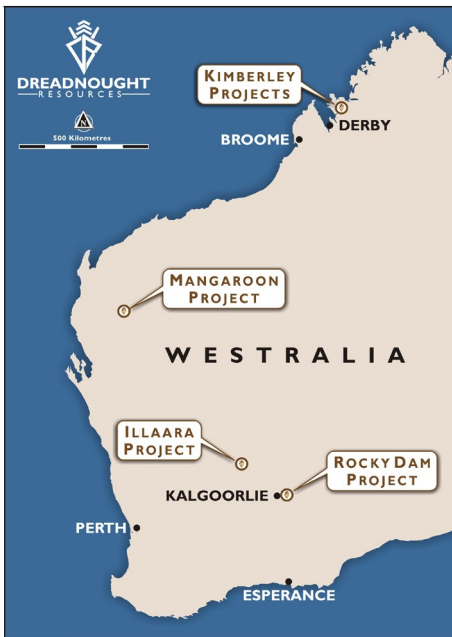 DREADNOUGHT
RESOURCES
N
500 Kilometres
KIMBERLEY
PROJECTS
DERBY
BROOME
MANGAROON
PROJECT
WESTRALIA
ILLAARA
PROJECT
ROCKY DAM
PROJECT
KALGOORLIE
PERTH
ESPERANCE